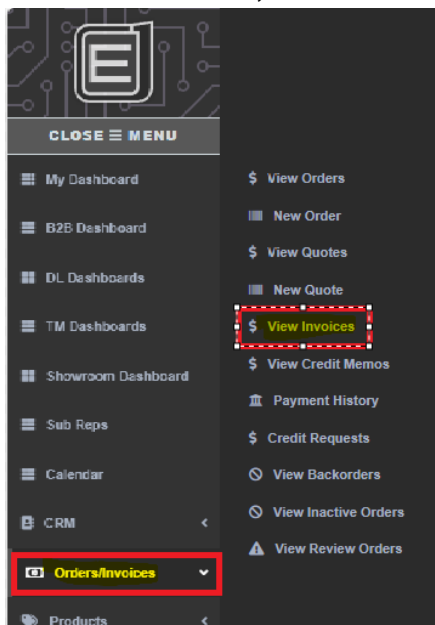 E
CLOSE ☰ MENU
My Dashboard
B2B Dashboard
DL Dashboards
TM Dashboards
Showroom Dashboard
Sub Reps
Calendar
CRM
Orders/Invoices
Products
$ View Orders
New Order
$ View Quotes
New Quote
$ View Invoices
$ View Credit Memos
Payment History
$ Credit Requests
View Backorders
View Inactive Orders
View Review Orders